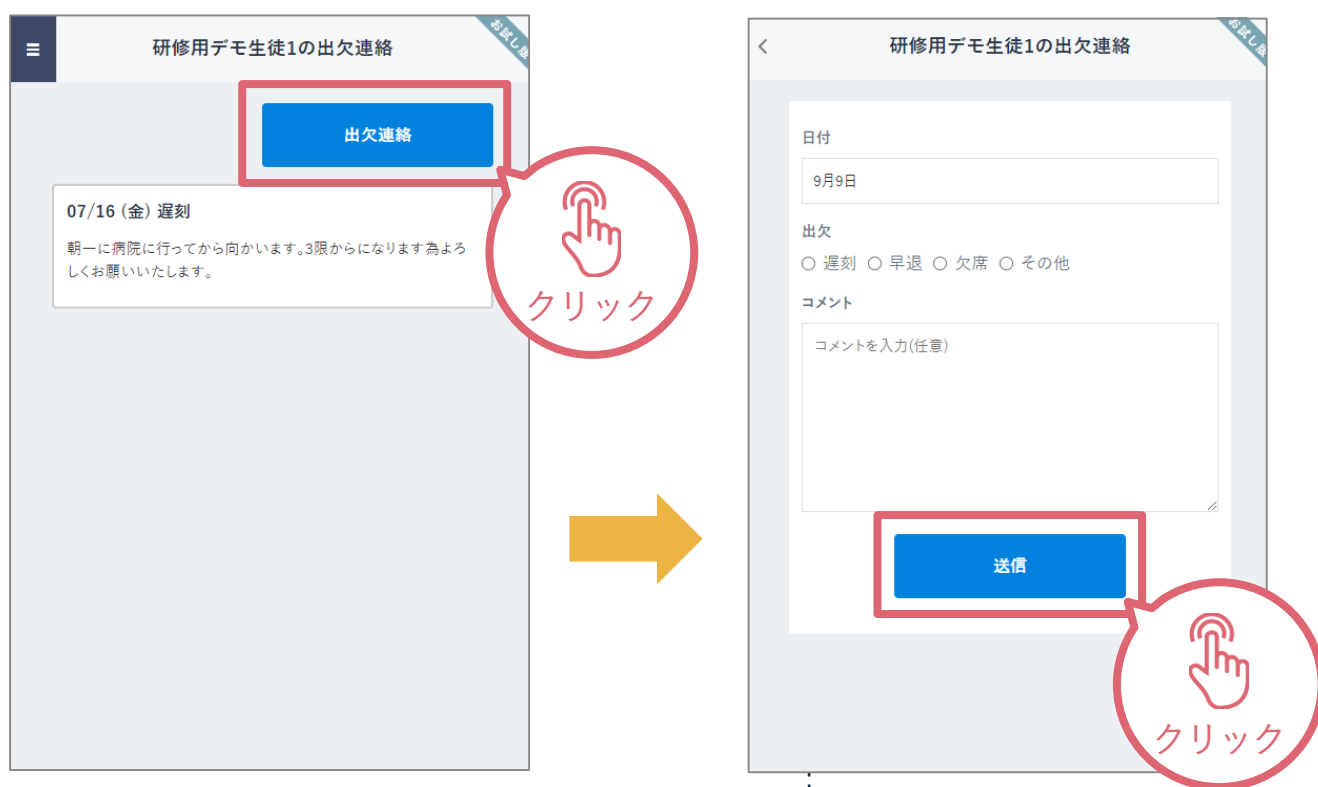 研修用デモ生徒1の出欠連絡
お試し版
出欠連絡
07/16 (金) 遅刻
朝一に病院に行ってから向かいます。3限からになります為よろ
しくお願いいたします。
クリック
研修用デモ生徒1の出欠連絡
お試し版
日付
9月9日
出欠
遅刻 早退 欠席 その他
コメント
コメントを入力(任意)
送信
クリック